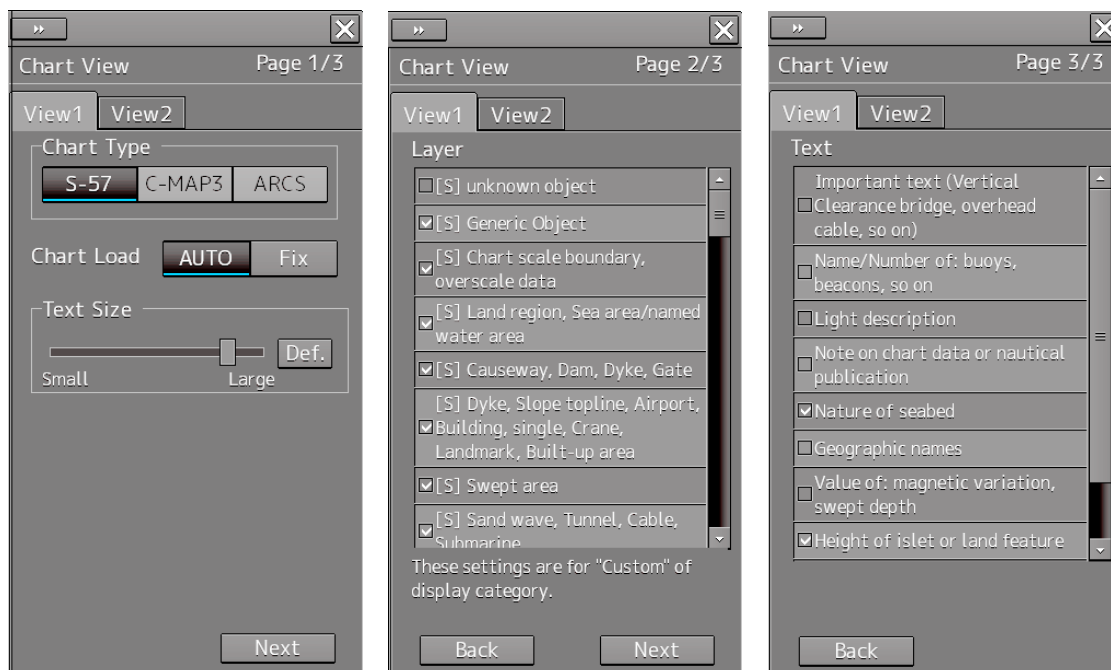 Chart View Page 1/3
View1 View2
Chart Type
S-57 C-MAP3 ARCS
Chart Load AUTO Fix
Text Size
Def.
Small Large
Next
Chart View Page 2/3
View1 View2
Layer
[S] unknown object
[S] Generic Object
[S] Chart scale boundary,
overscale data
[S] Land region, Sea area/named
water area
[S] Causeway, Dam, Dyke, Gate
[S] Dyke, Slope topline, Airport,
Building, single, Crane,
Landmark, Built-up area
[S] Swept area
[S] Sand wave, Tunnel, Cable,
Submarine
These settings are for "Custom" of
display category.
Back Next
Chart View Page 3/3
View1 View2
Text
Important text (Vertical
Clearance bridge, overhead
cable, so on)
Name/Number of: buoys,
beacons, so on
Light description
Note on chart data or nautical
publication
Nature of seabed
Geographic names
Value of: magnetic variation,
swept depth
Height of islet or land feature
Back